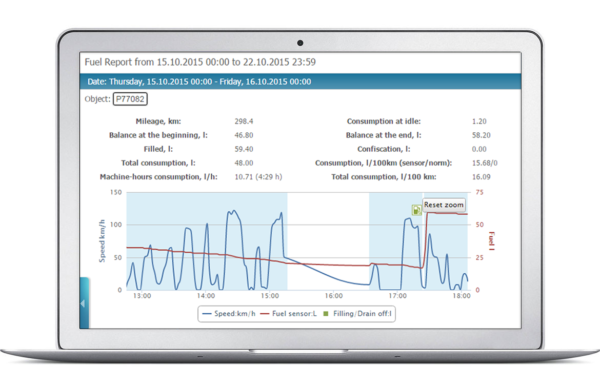 Fuel Report from 15.10.2015 00:00 to 22.10.2015 23:59
Date: Thursday, 15.10.2015 00:00 - Friday, 16.10.2015 00:00
Object: P77082
Mileage, km: 298.4 Consumption at idle: 1.20
Balance at the beginning, l: 46.80 Balance at the end, l: 58.20
Filled, l: 59.40 Confiscation, l: 0.00
Total consumption, l: 48.00 Consumption, l/100km (sensor/norm): 15.68/0
Machine-hours consumption, l/h: 10.71 (4:29 h) Total consumption, l/100 km: 16.09
150 75
Reset zoom
100 50
Speed km/h
Fuel l
50 25
0 0
13:00 14:00 15:00 16:00 17:00 18:00
Speed:km/h Fuel sensor:L Filling/Drain off:l